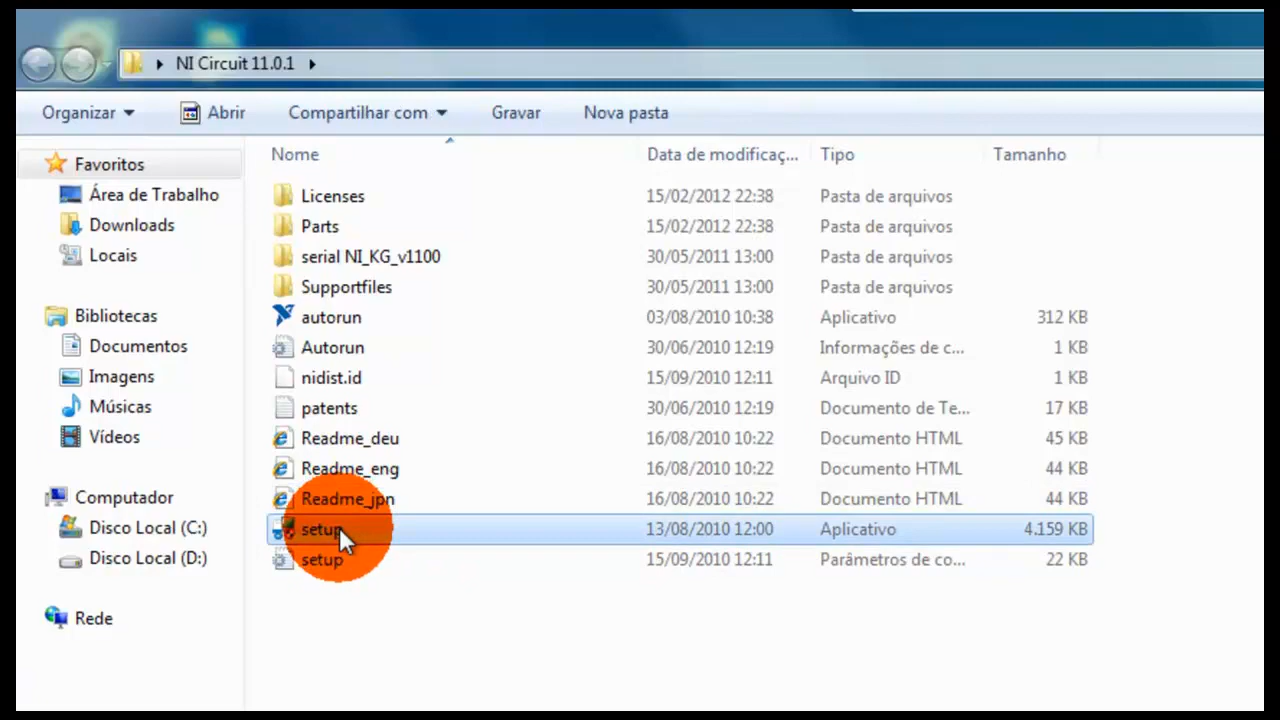 NI Circuit 11.0.1
Organizar Abrir Compartilhar com Gravar Nova pasta
Nome Data de modificaç... Tipo Tamanho
Favoritos
Área de Trabalho
Downloads
Locais
Bibliotecas
Documentos
Imagens
Músicas
Vídeos
Computador
Disco Local (C:)
Disco Local (D:)
Rede
Licenses 15/02/2012 22:38 Pasta de arquivos
Parts 15/02/2012 22:38 Pasta de arquivos
serial NI_KG_v1100 30/05/2011 13:00 Pasta de arquivos
Supportfiles 30/05/2011 13:00 Pasta de arquivos
autorun 03/08/2010 10:38 Aplicativo 312 KB
Autorun 30/06/2010 12:19 Informações de c... 1 KB
nidist.id 15/09/2010 12:11 Arquivo ID 1 KB
patents 30/06/2010 12:19 Documento de Te... 17 KB
Readme_deu 16/08/2010 10:22 Documento HTML 45 KB
Readme_eng 16/08/2010 10:22 Documento HTML 44 KB
Readme_jpn 16/08/2010 10:22 Documento HTML 44 KB
setup 13/08/2010 12:00 Aplicativo 4.159 KB
setup 15/09/2010 12:11 Parâmetros de co... 22 KB